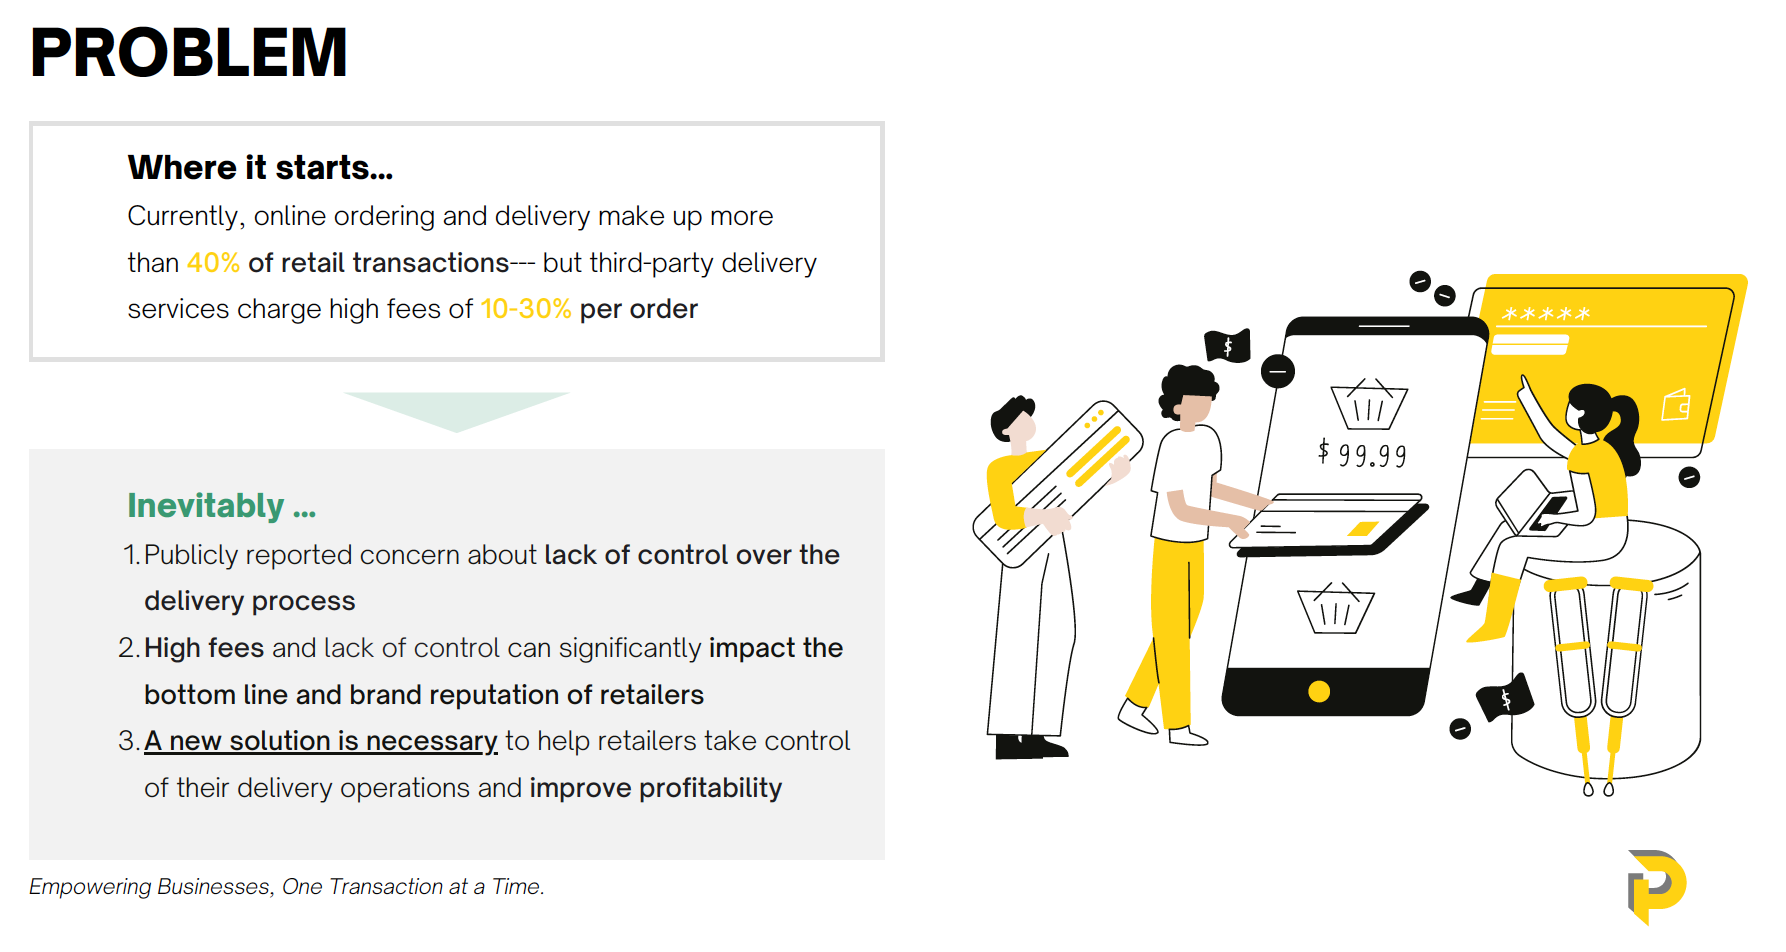 PROBLEM
Where it starts...
Currently, online ordering and delivery make up more
than 40% of retail transactions--- but third-party delivery
services charge high fees of 10-30% per order
Inevitably ...
1. Publicly reported concern about lack of control over the
delivery process
2. High fees and lack of control can significantly impact the
bottom line and brand reputation of retailers
3. A new solution is necessary to help retailers take control
of their delivery operations and improve profitability
Empowering Businesses, One Transaction at a Time.
$
*****
$ 99.99
$
P